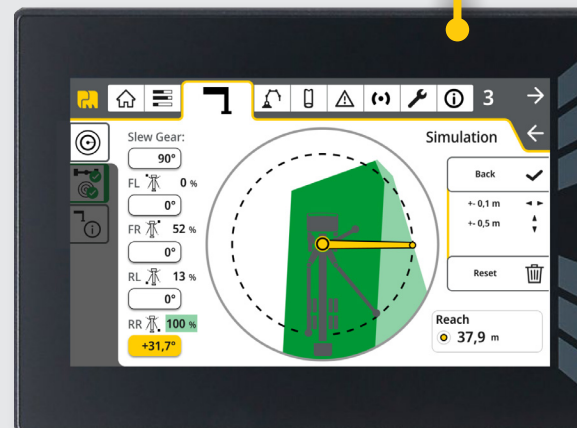 3
Slew Gear:
90°
FL 0 %
0°
FR 52 %
0°
RL 13 %
0°
RR 100 %
+31,7°
Simulation
Back
+- 0,1 m
+- 0,5 m
Reset
Reach
37,9 m